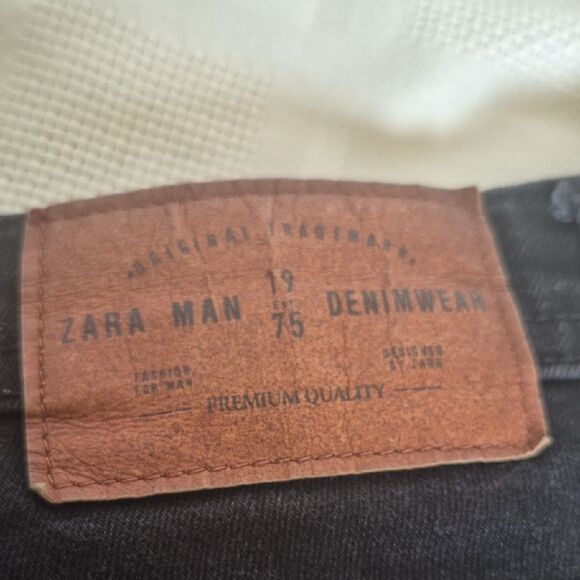 ORIGINAL TRADEMARK
ZARA MAN 19 EST 75 DENIMWEAR
FASHION FOR MAN
DESIGNED BY ZARA
PREMIUM QUALITY